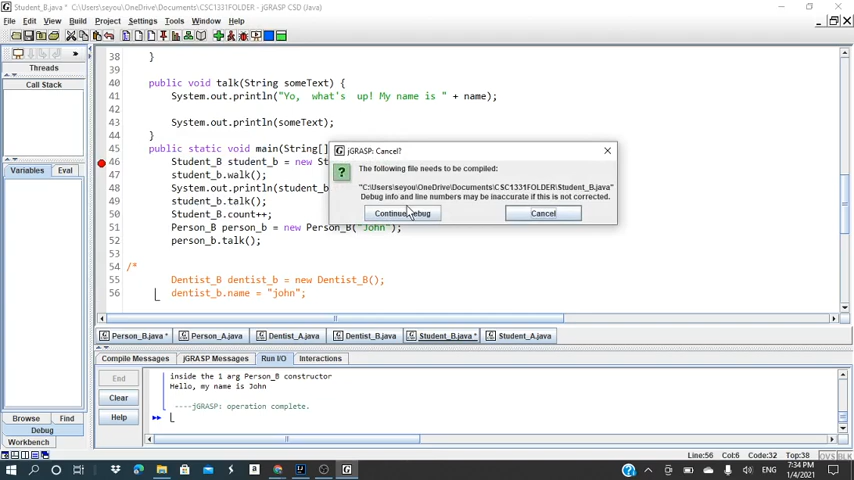 Student_B.java * - C:\Users\seyou\OneDrive\Documents\CSC1331FOLDER - jGRASP CSD (Java)
File Edit View Build Project Settings Tools Window Help
Threads
Call Stack
Variables Eval
Browse Find
Debug
Workbench
38 }
39
40 public void talk(String someText) {
41 System.out.println("Yo, what's up! My name is " + name);
42
43 System.out.println(someText);
44 }
45 public static void main(String[]
46 Student_B student_b = new St
47 student_b.walk();
48 System.out.println(student_b
49 student_b.talk();
50 Student_B.count++;
51 Person_B person_b = new Person_B("John");
52 person_b.talk();
53
54 /*
55 Dentist_B dentist_b = new Dentist_B();
56 dentist_b.name = "john";
jGRASP: Cancel?
The following file needs to be compiled:
"C:\Users\seyou\OneDrive\Documents\CSC1331FOLDER\Student_B.java"
Debug info and line numbers may be inaccurate if this is not corrected.
Continue Debug Cancel
Person_B.java * Person_A.java Dentist_A.java Dentist_B.java Student_B.java * Student_A.java
Compile Messages jGRASP Messages Run I/O Interactions
End
Clear
Help
inside the 1 arg Person_B constructor
Hello, my name is John
----jGRASP: operation complete.
Line:56 Col:6 Code:32 Top:38 OVS BLK
ENG
7:34 PM
1/4/2021